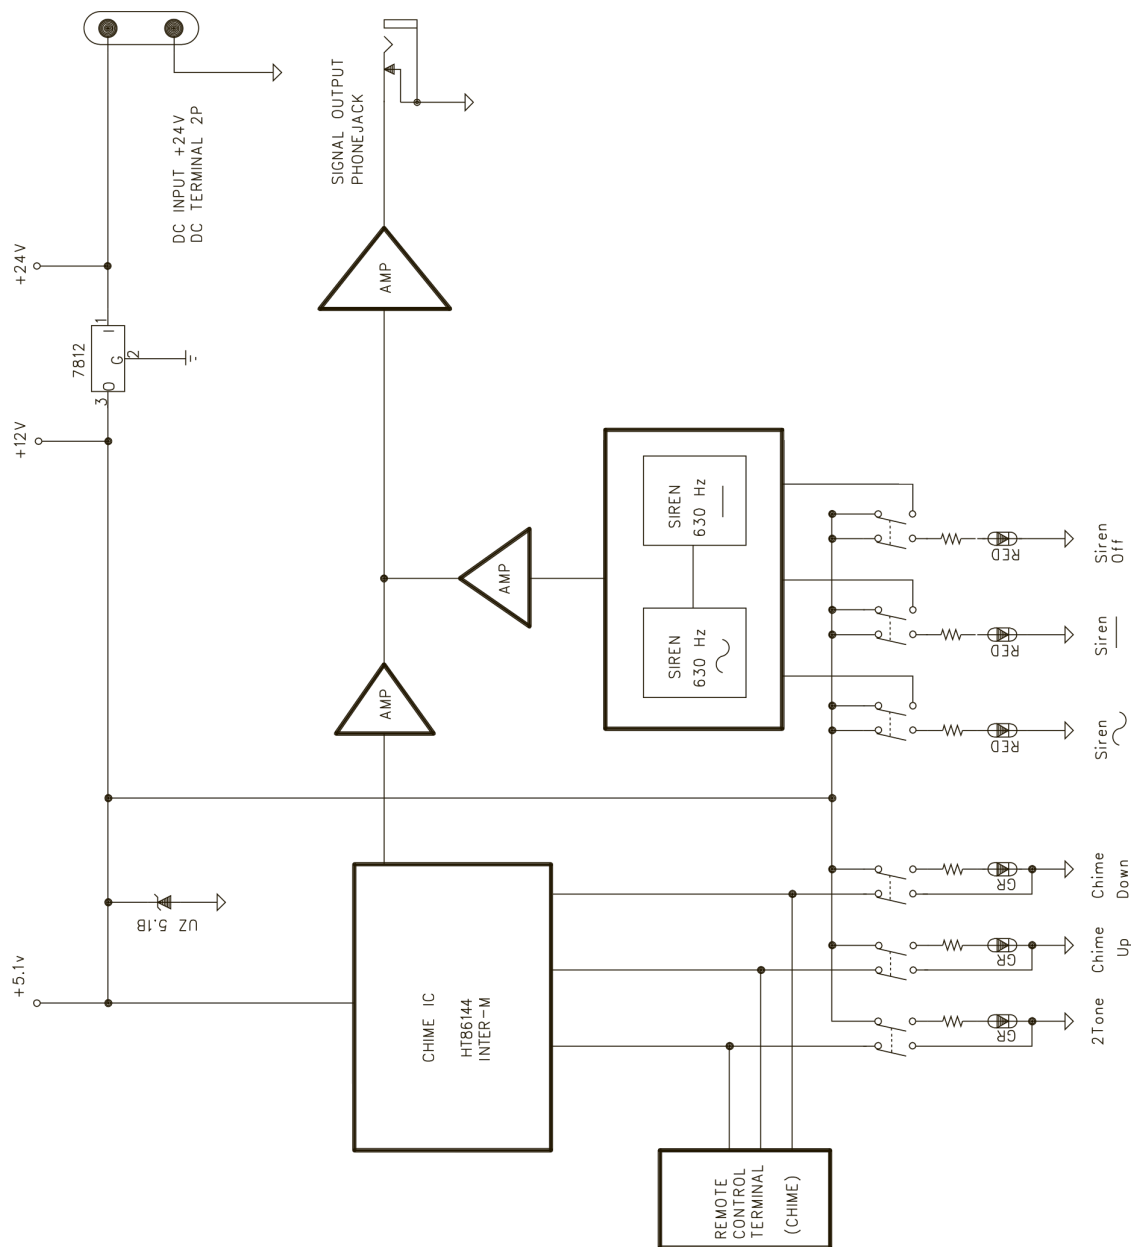 +5.1v
+12V
+24V
UZ 5.1B
7812
3
O
G
2
I
1
DC INPUT +24V
DC TERMINAL 2P
SIGNAL OUTPUT
PHONEJACK
CHIME IC
HT86144
INTER-M
AMP
AMP
AMP
SIREN
630 Hz
SIREN
630 Hz
REMOTE
CONTROL
TERMINAL
(CHIME)
GR
GR
GR
RED
RED
RED
2Tone
Chime
Up
Chime
Down
Siren
Siren
Siren
Off